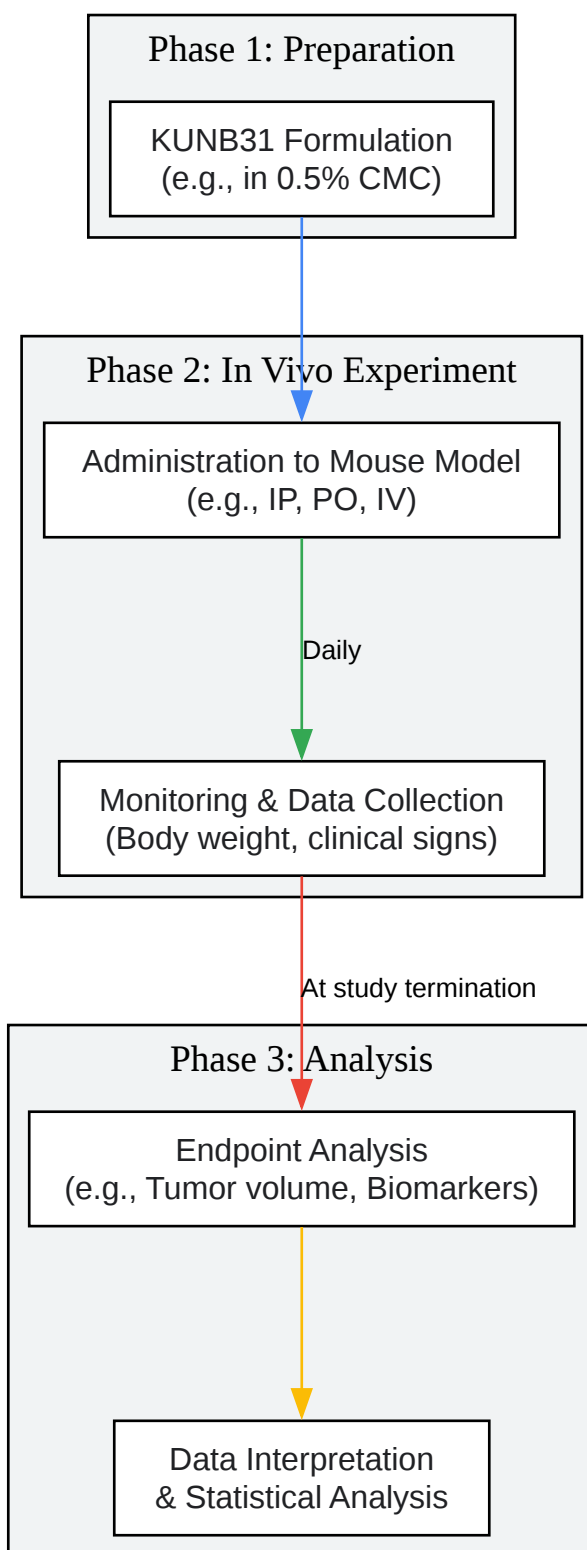 Phase 1: Preparation
KUNB31 Formulation
(e.g., in 0.5% CMC)
Phase 2: In Vivo Experiment
Administration to Mouse Model
(e.g., IP, PO, IV)
Daily
Monitoring & Data Collection
(Body weight, clinical signs)
At study termination
Phase 3: Analysis
Endpoint Analysis
(e.g., Tumor volume, Biomarkers)
Data Interpretation
& Statistical Analysis